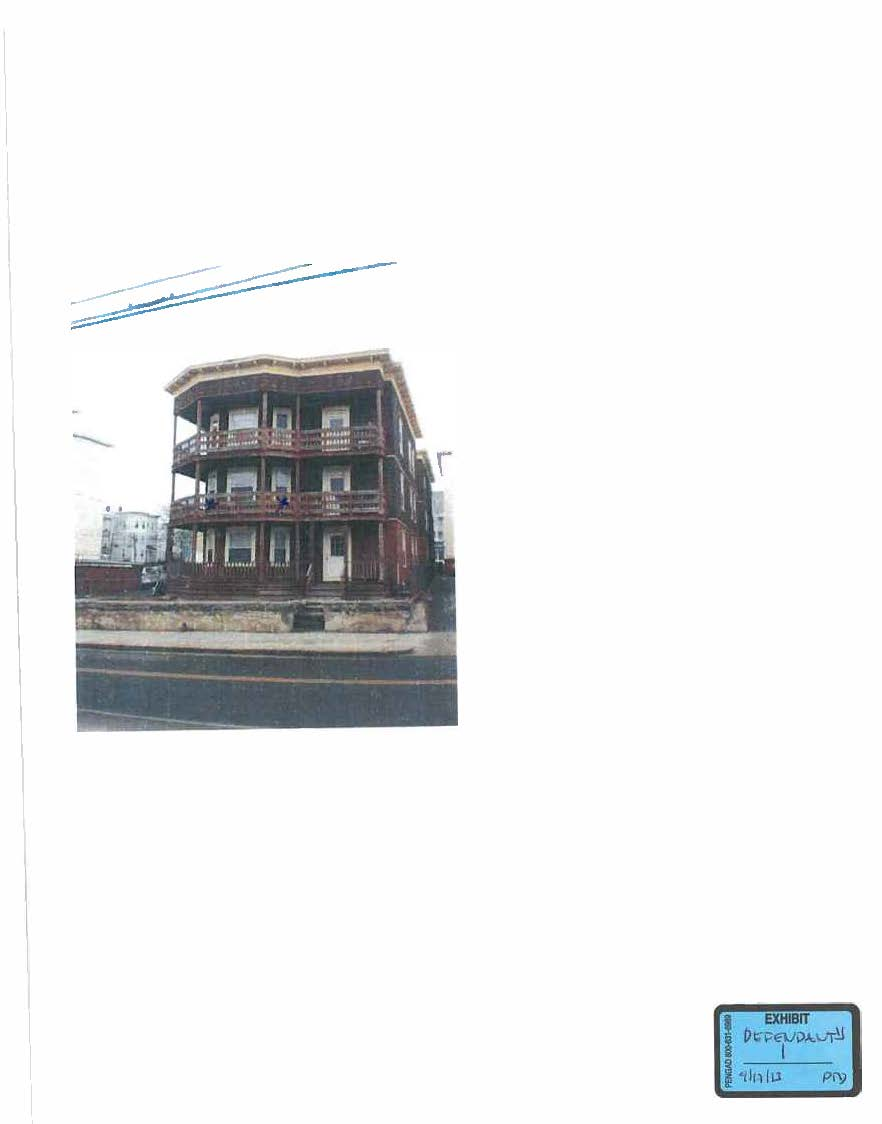 EXHIBIT
DEFENDANT'S
1
PENGAD 800-631-6989